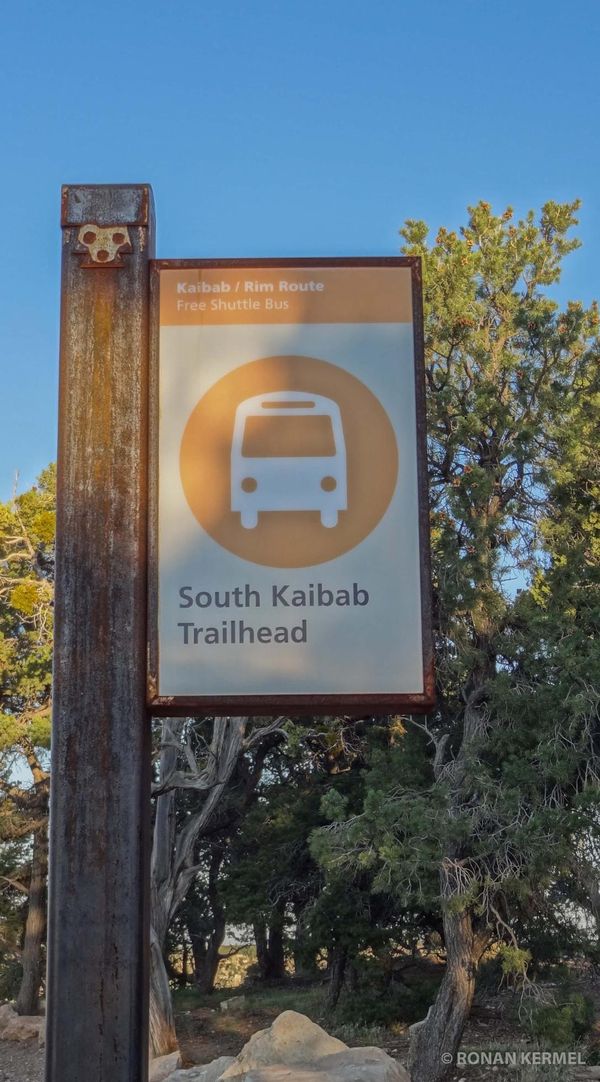 Kaibab / Rim Route
Free Shuttle Bus
South Kaibab
Trailhead
© RONAN KERMEL